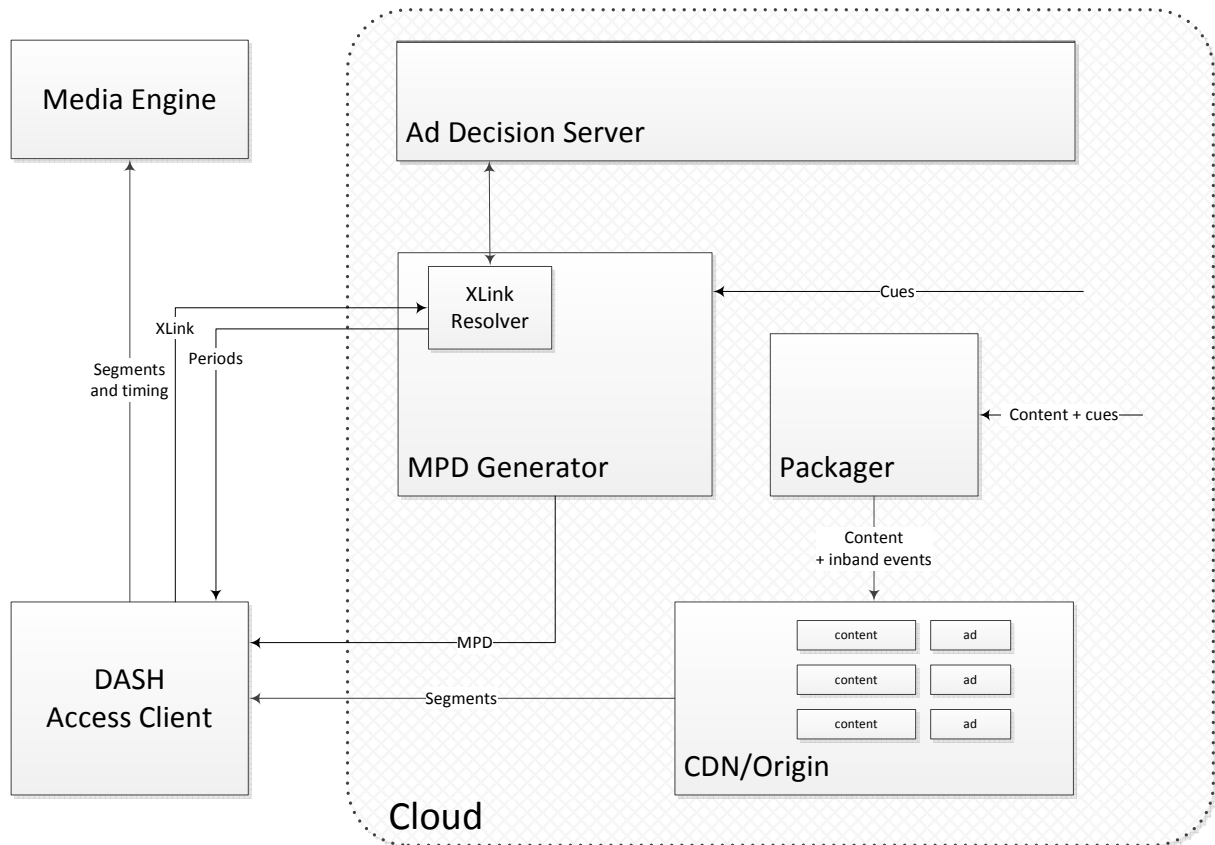 Media Engine
Ad Decision Server
XLink
Resolver
Cues
XLink
Periods
Segments
and timing
Content + cues
MPD Generator
Packager
Content
+ inband events
MPD
content
ad
DASH
Access Client
content
ad
Segments
content
ad
CDN/Origin
Cloud